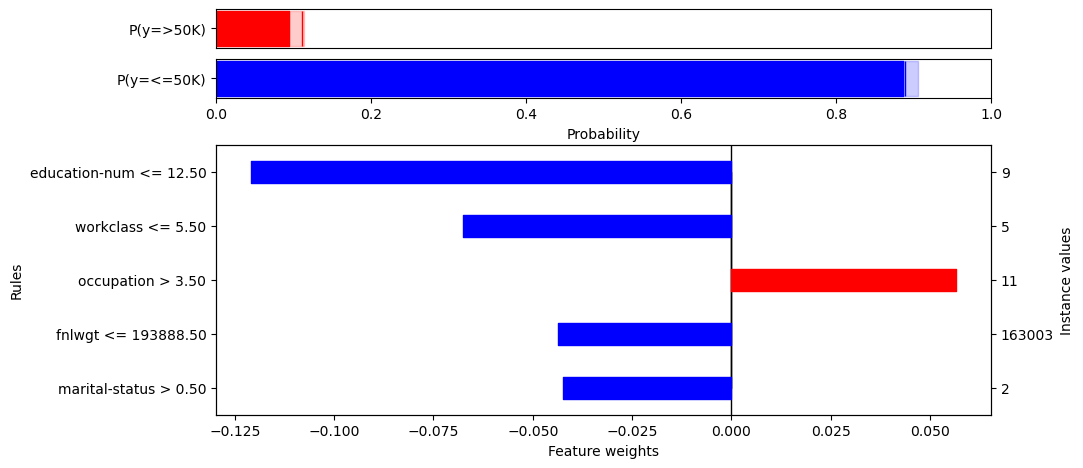 P(y=>50K)
P(y=<=50K)
0.0 0.2 0.4 0.6 0.8 1.0
Probability
education-num <= 12.50 9
workclass <= 5.50 5
occupation > 3.50 11
fnlwgt <= 193888.50 163003
marital-status > 0.50 2
Rules
Instance values
−0.125 −0.100 −0.075 −0.050 −0.025 0.000 0.025 0.050
Feature weights